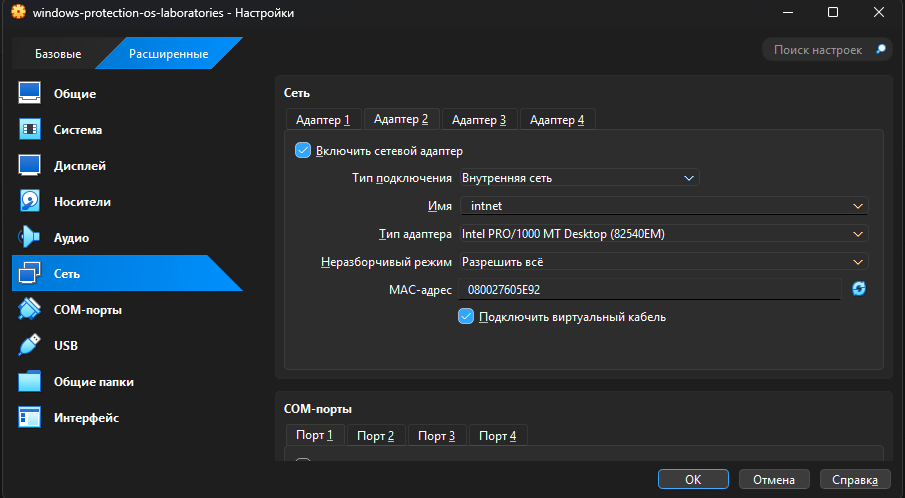 windows-protection-os-laboratories - Настройки
Базовые
Расширенные
Поиск настроек
Общие
Система
Дисплей
Носители
Аудио
Сеть
COM-порты
USB
Общие папки
Интерфейс
Сеть
Адаптер 1
Адаптер 2
Адаптер 3
Адаптер 4
Включить сетевой адаптер
Тип подключения Внутренняя сеть
Имя intnet
Тип адаптера Intel PRO/1000 MT Desktop (82540EM)
Неразборчивый режим Разрешить всё
MAC-адрес 080027605E92
Подключить виртуальный кабель
COM-порты
Порт 1
Порт 2
Порт 3
Порт 4
OK
Отмена
Справка